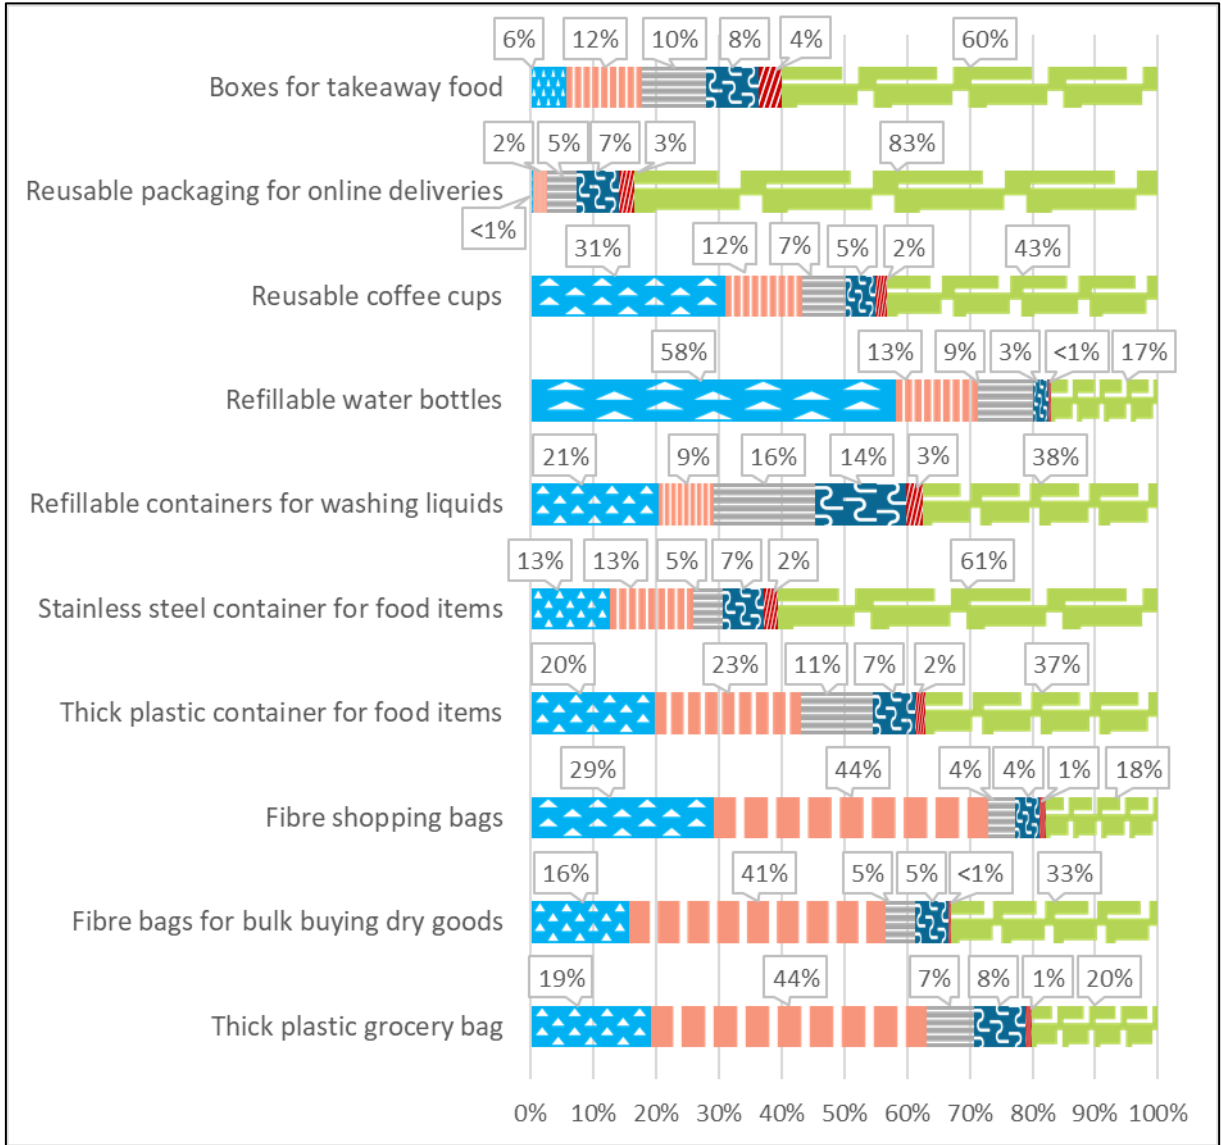 6% 12% 10% 8% 4% 60%
Boxes for takeaway food
2% 5% 7% 3% 83%
Reusable packaging for online deliveries
<1%
31% 12% 7% 5% 2% 43%
Reusable coffee cups
58% 13% 9% 3% <1% 17%
Refillable water bottles
21% 9% 16% 14% 3% 38%
Refillable containers for washing liquids
13% 13% 5% 7% 2% 61%
Stainless steel container for food items
20% 23% 11% 7% 2% 37%
Thick plastic container for food items
29% 44% 4% 4% 1% 18%
Fibre shopping bags
16% 41% 5% 5% <1% 33%
Fibre bags for bulk buying dry goods
19% 44% 7% 8% 1% 20%
Thick plastic grocery bag
0% 10% 20% 30% 40% 50% 60% 70% 80% 90% 100%